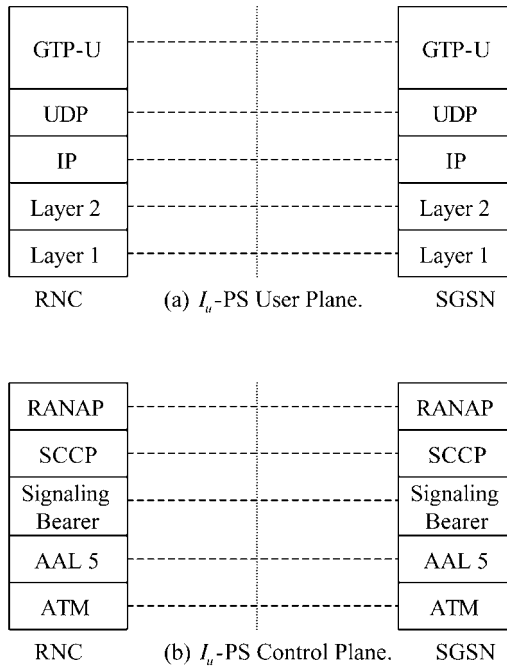 GTP-U GTP-U
UDP UDP
IP IP
Layer 2 Layer 2
Layer 1 Layer 1
RNC (a) Iu-PS User Plane. SGSN
RANAP RANAP
SCCP SCCP
Signaling Signaling
Bearer Bearer
AAL 5 AAL 5
ATM ATM
RNC (b) Iu-PS Control Plane. SGSN